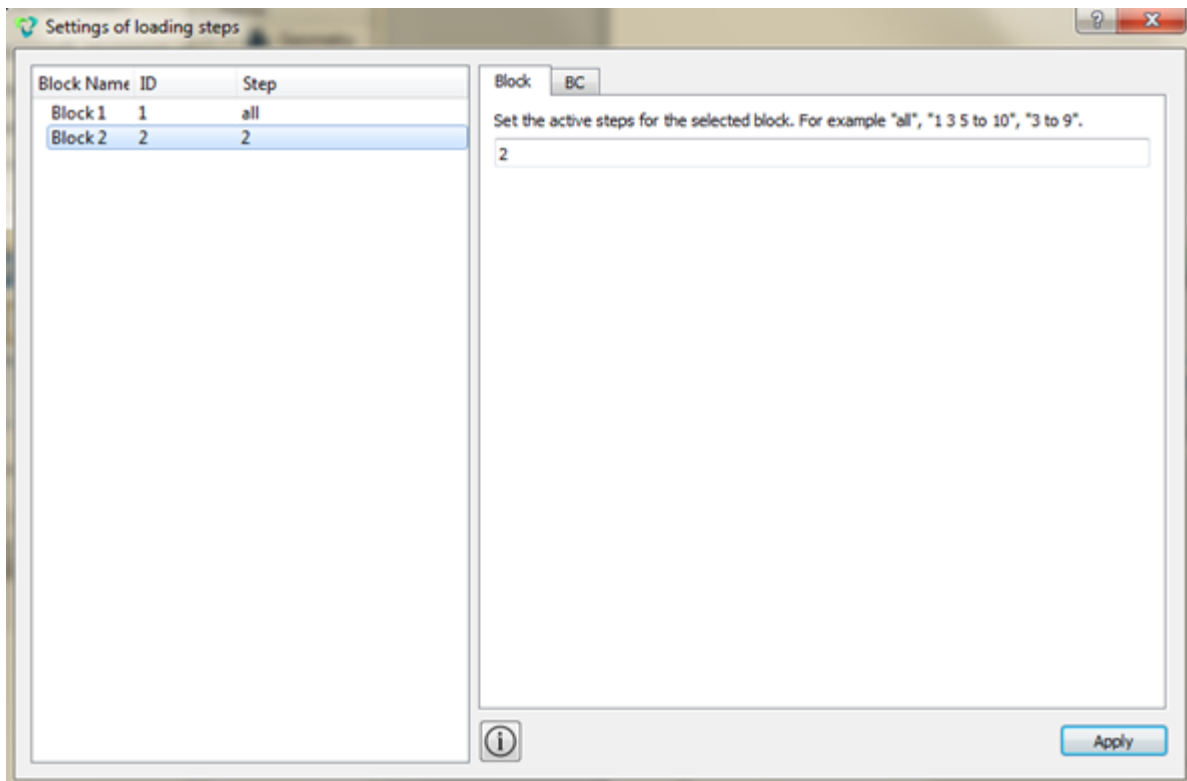 Settings of loading steps
Block Name ID Step
Block 1 1 all
Block 2 2 2
Block BC
Set the active steps for the selected block. For example "all", "1 3 5 to 10", "3 to 9".
2
Apply